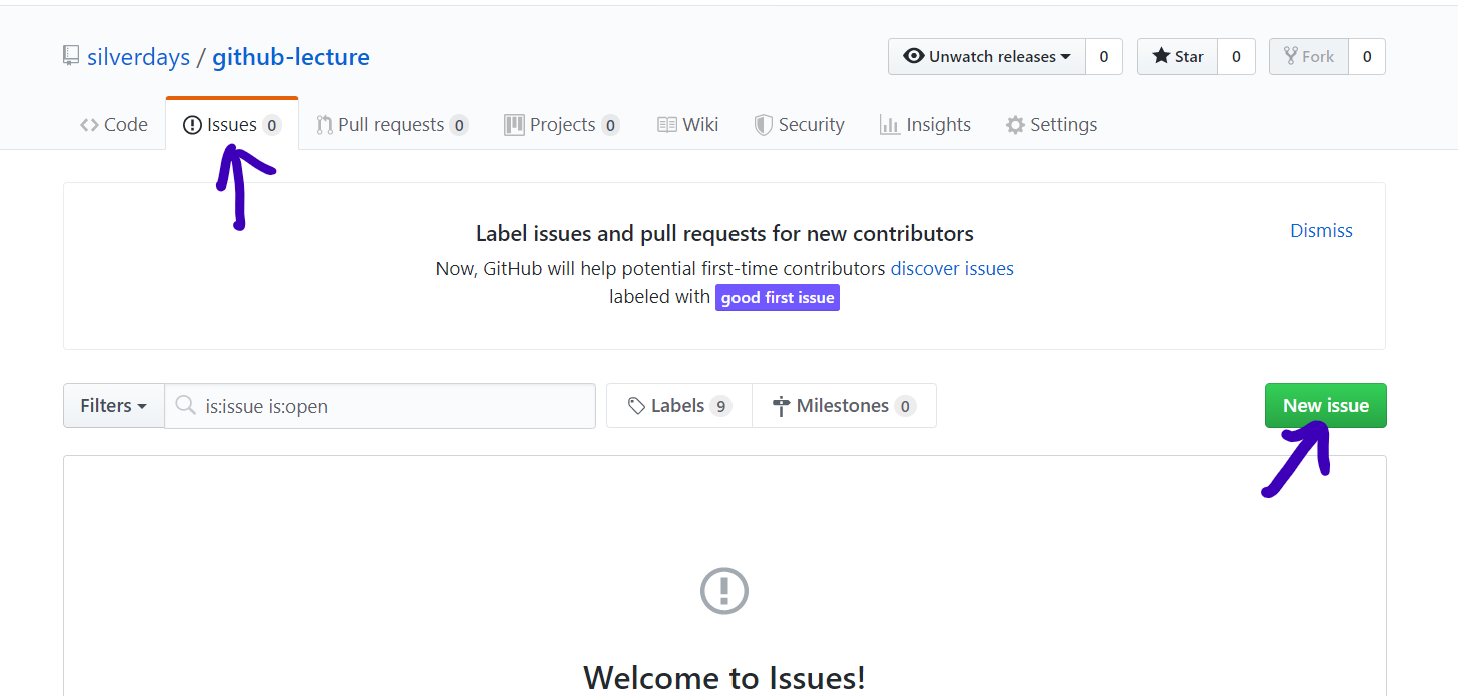 silverdays / github-lecture
Unwatch releases 0 Star 0 Fork 0
Code Issues 0 Pull requests 0 Projects 0 Wiki Security Insights Settings
Label issues and pull requests for new contributors
Dismiss
Now, GitHub will help potential first-time contributors discover issues
labeled with good first issue
Filters is:issue is:open Labels 9 Milestones 0 New issue
Welcome to Issues!